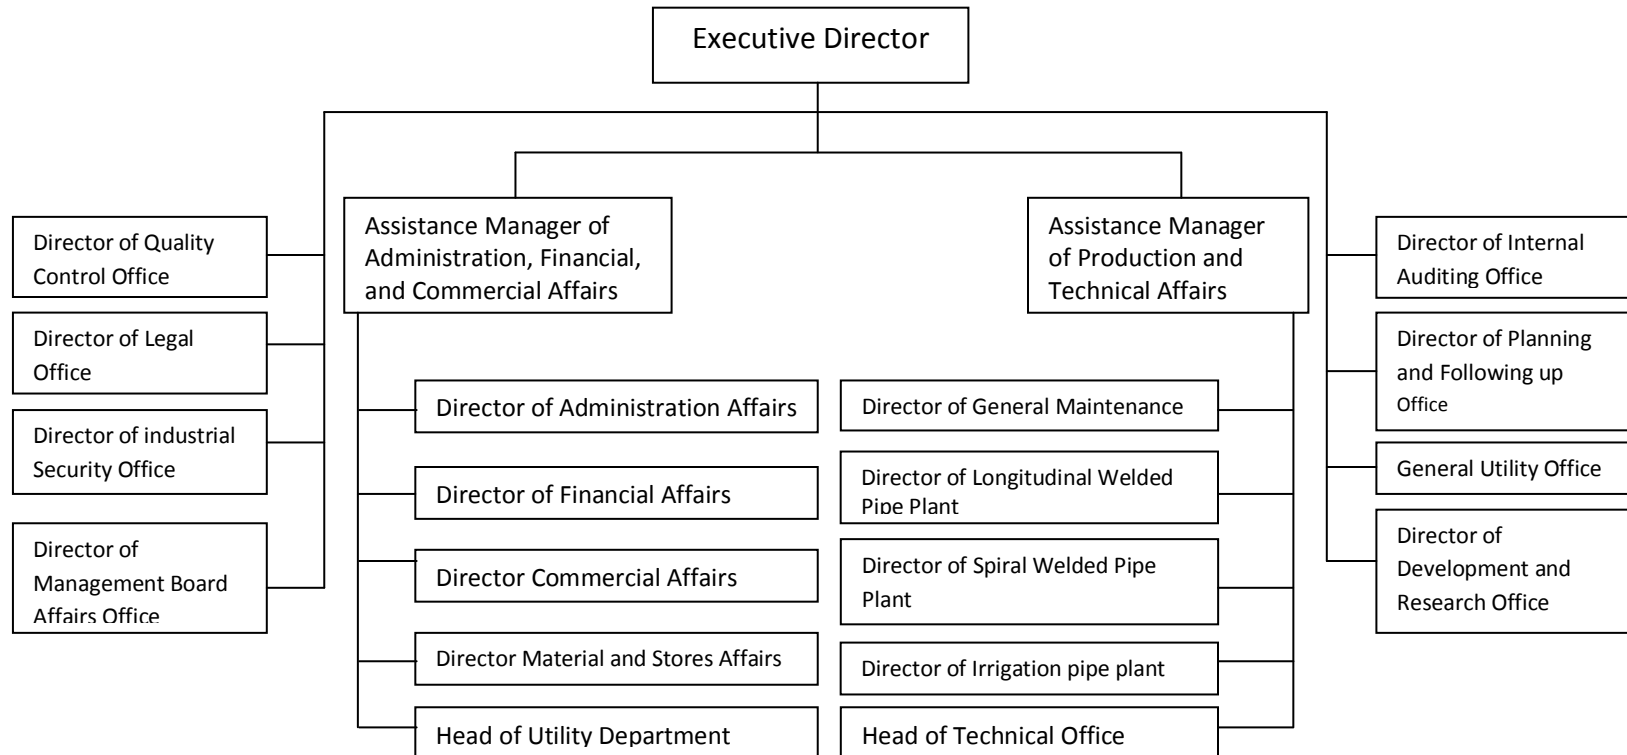 Executive Director
Assistance Manager of
Administration, Financial,
and Commercial Affairs
Assistance Manager
of Production and
Technical Affairs
Director of Quality
Control Office
Director of Legal
Office
Director of industrial
Security Office
Director of
Management Board
Affairs Office
Director of Administration Affairs
Director of Financial Affairs
Director Commercial Affairs
Director Material and Stores Affairs
Head of Utility Department
Director of General Maintenance
Director of Longitudinal Welded
Pipe Plant
Director of Spiral Welded Pipe
Plant
Director of Irrigation pipe plant
Head of Technical Office
Director of Internal
Auditing Office
Director of Planning
and Following up
Office
General Utility Office
Director of
Development and
Research Office